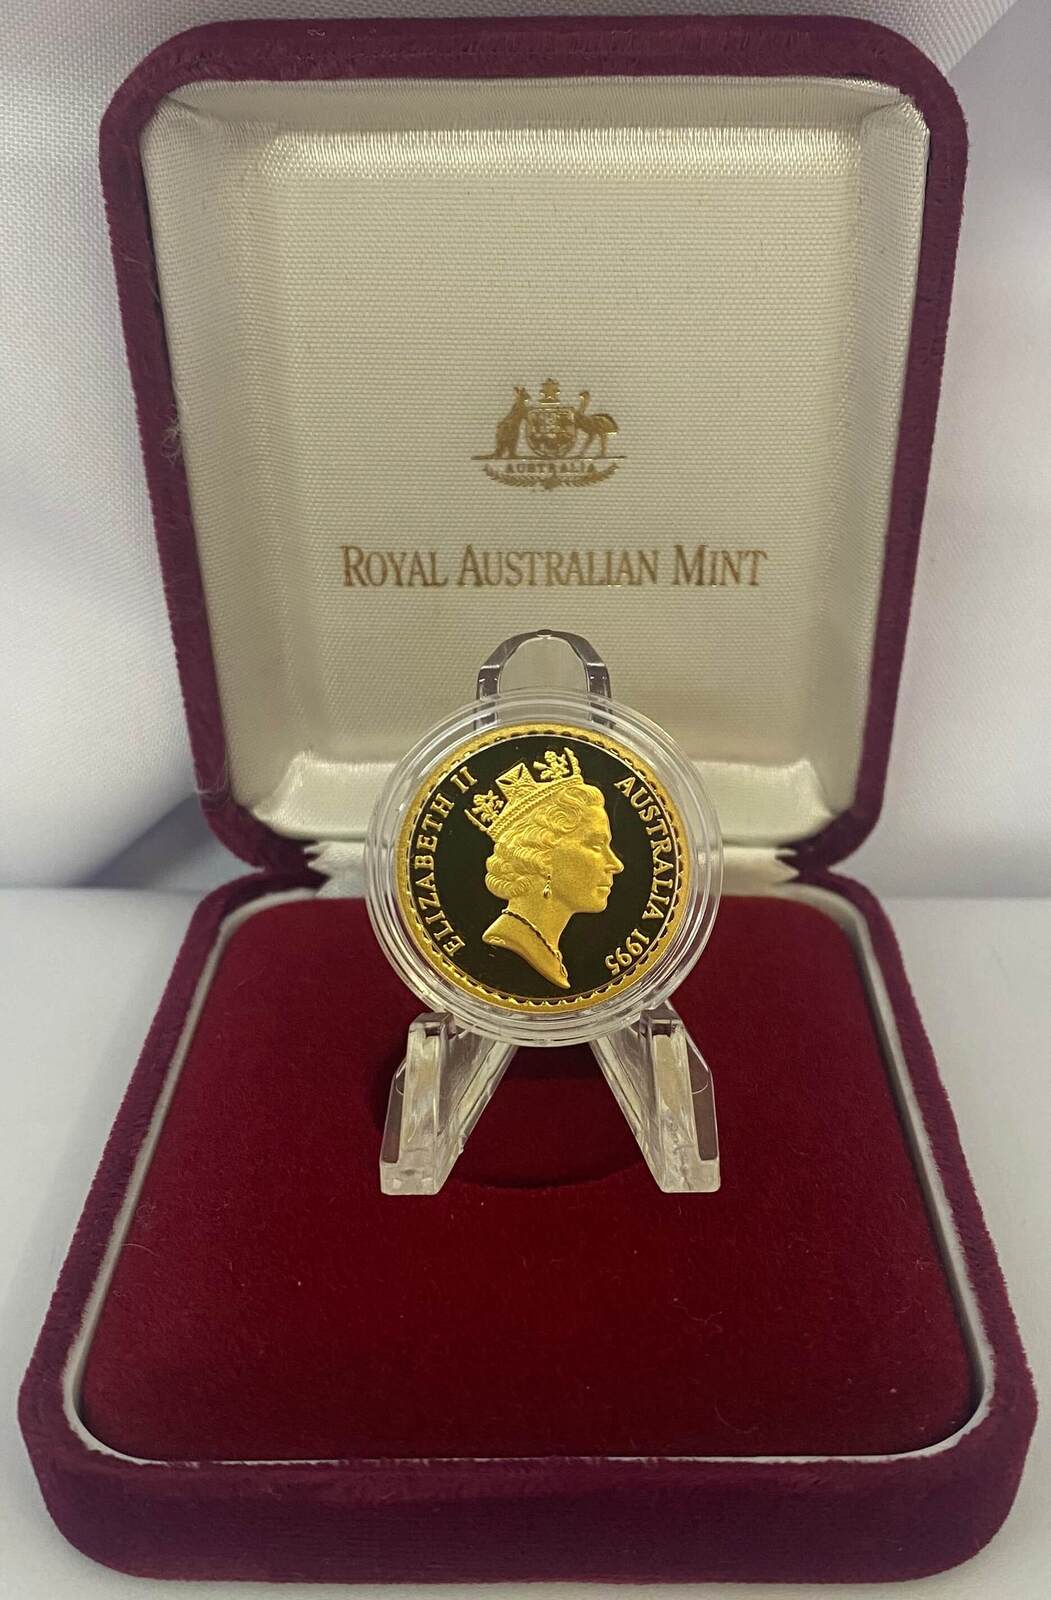 AUSTRALIA
ROYAL AUSTRALIAN MINT
ELIZABETH II
AUSTRALIA 1995